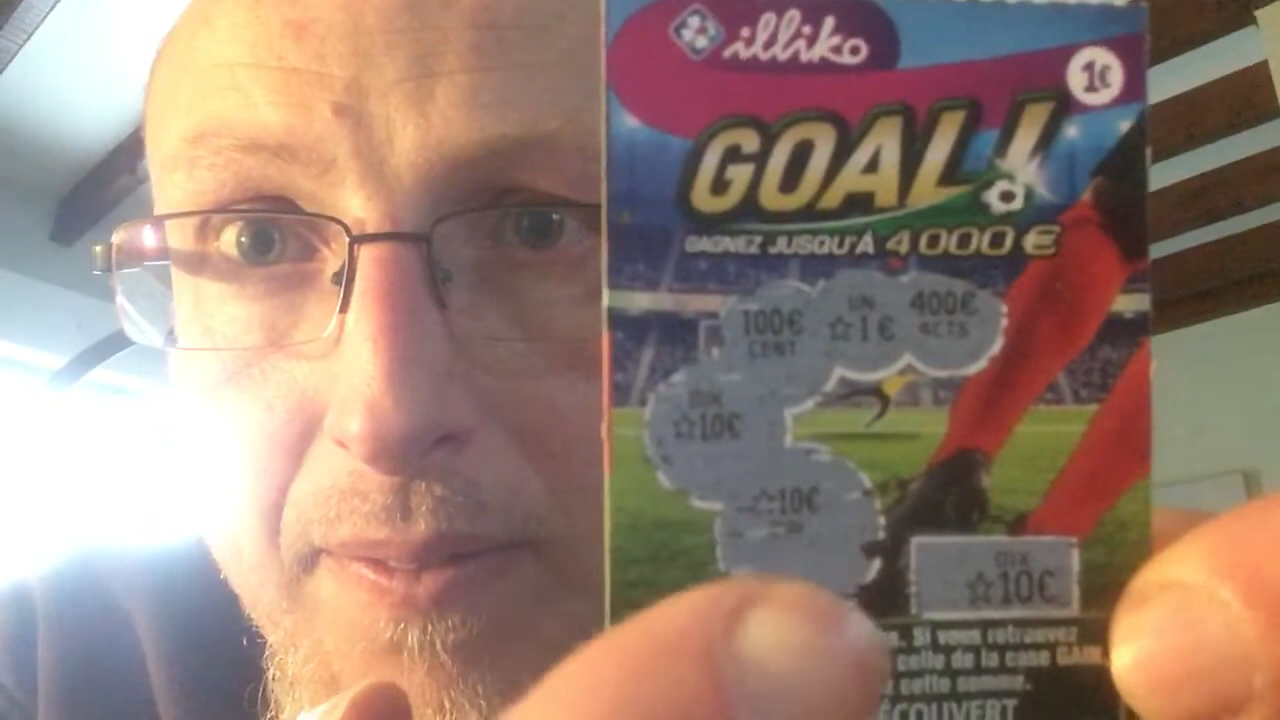 illiko
1€
GOAL!
GAGNEZ JUSQU'À 4 000 €
100€ ☆1€ 400€
CENT UN 4CTS
DIX
☆10€
☆10€
DIX
☆10€
. Si vous retrouvez
celle de la case GAIN,
cette somme.
ÉCOUVERT